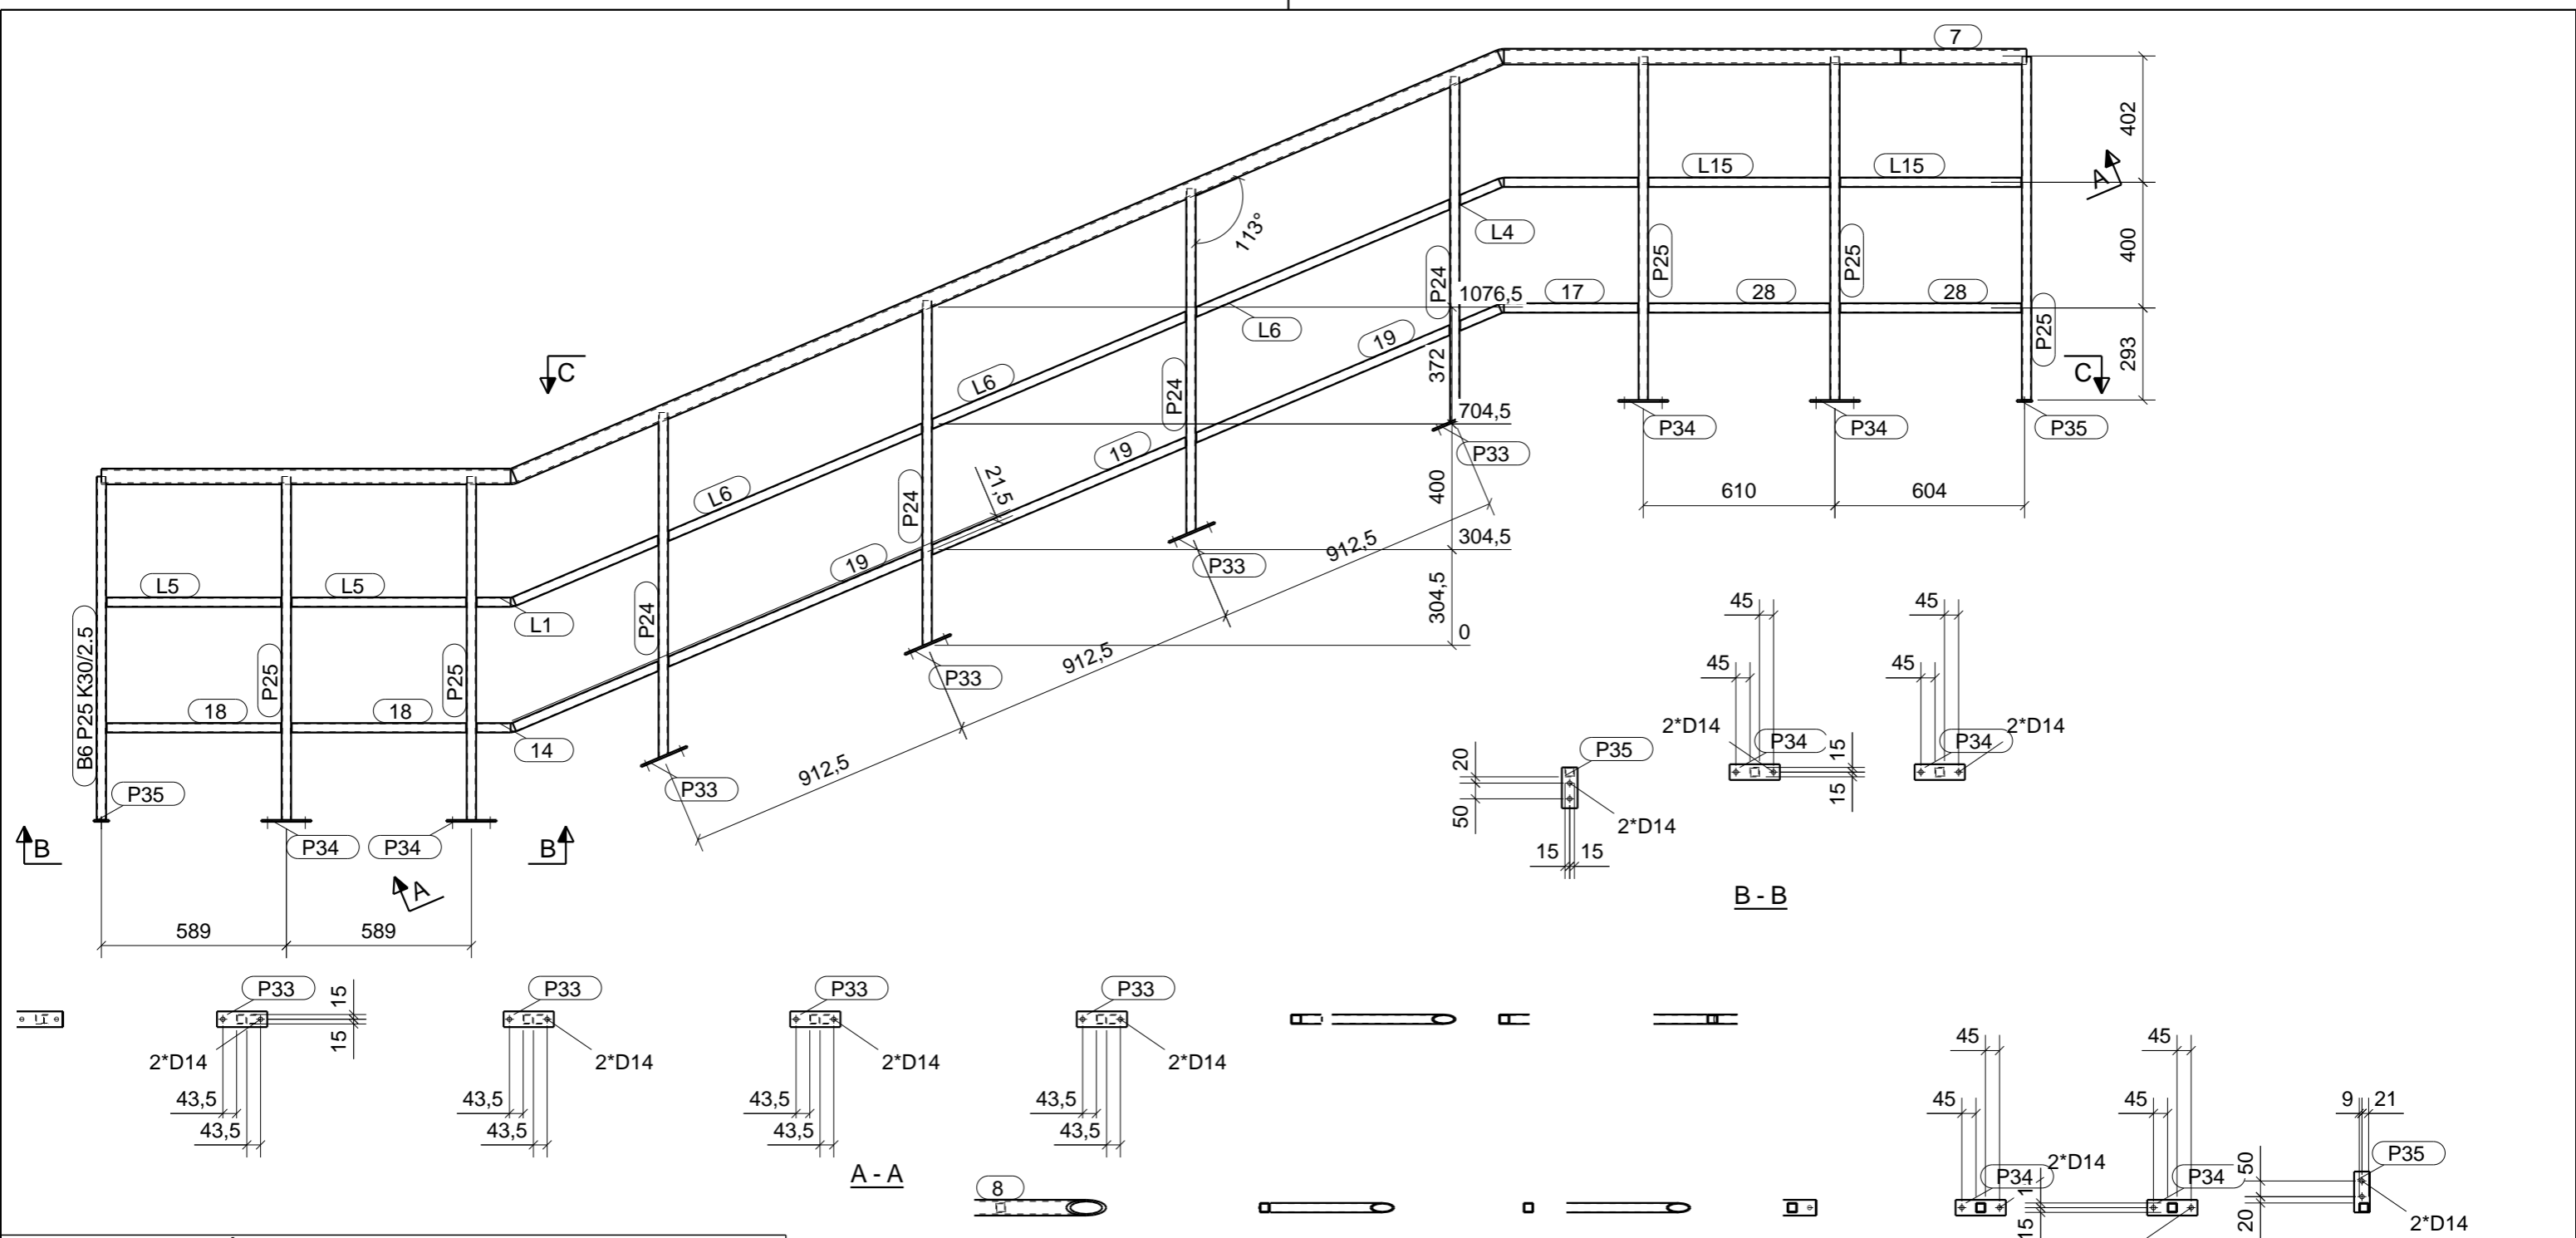 7
402
L15
L15
A
113°
L4
P25
P25
400
P24
1076,5
17
28
28
L6
P25
19
372
C
C
293
L6
P24
704,5
P34
P34
P35
P33
19
L6
21,5
400
610
604
P24
304,5
912,5
19
P33
L5
L5
304,5
45
45
L1
P24
0
B6 P25 K30/2.5
P25
P25
912,5
P33
45
45
18
18
14
2*D14
P34
15
P34
2*D14
20
P35
912,5
P33
15
P35
50
2*D14
B
P34
P34
B
15
15
A
B - B
589
589
P33
15
P33
P33
P33
15
2*D14
2*D14
2*D14
2*D14
45
45
43,5
43,5
43,5
43,5
45
45
9
21
43,5
43,5
43,5
43,5
P35
A - A
2*D14
50
8
P34
P34
15
20
2*D14